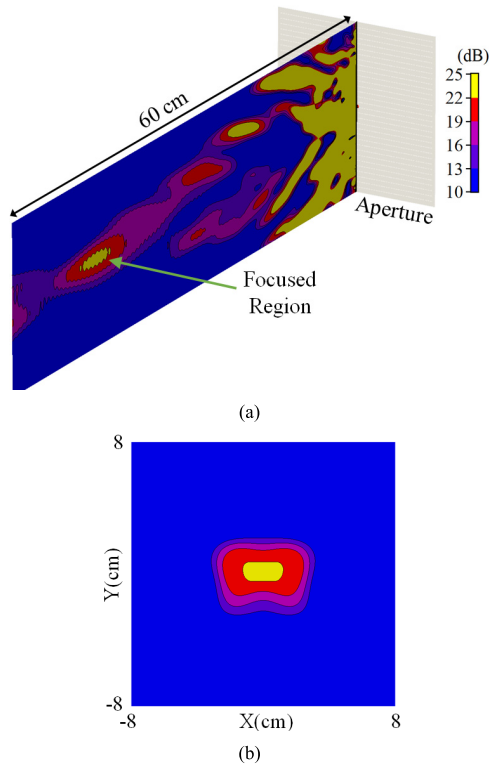 60 cm
(dB)
25
22
19
16
13
10
Aperture
Focused
Region
(a)
8
Y(cm)
-8
-8
X(cm)
8
(b)